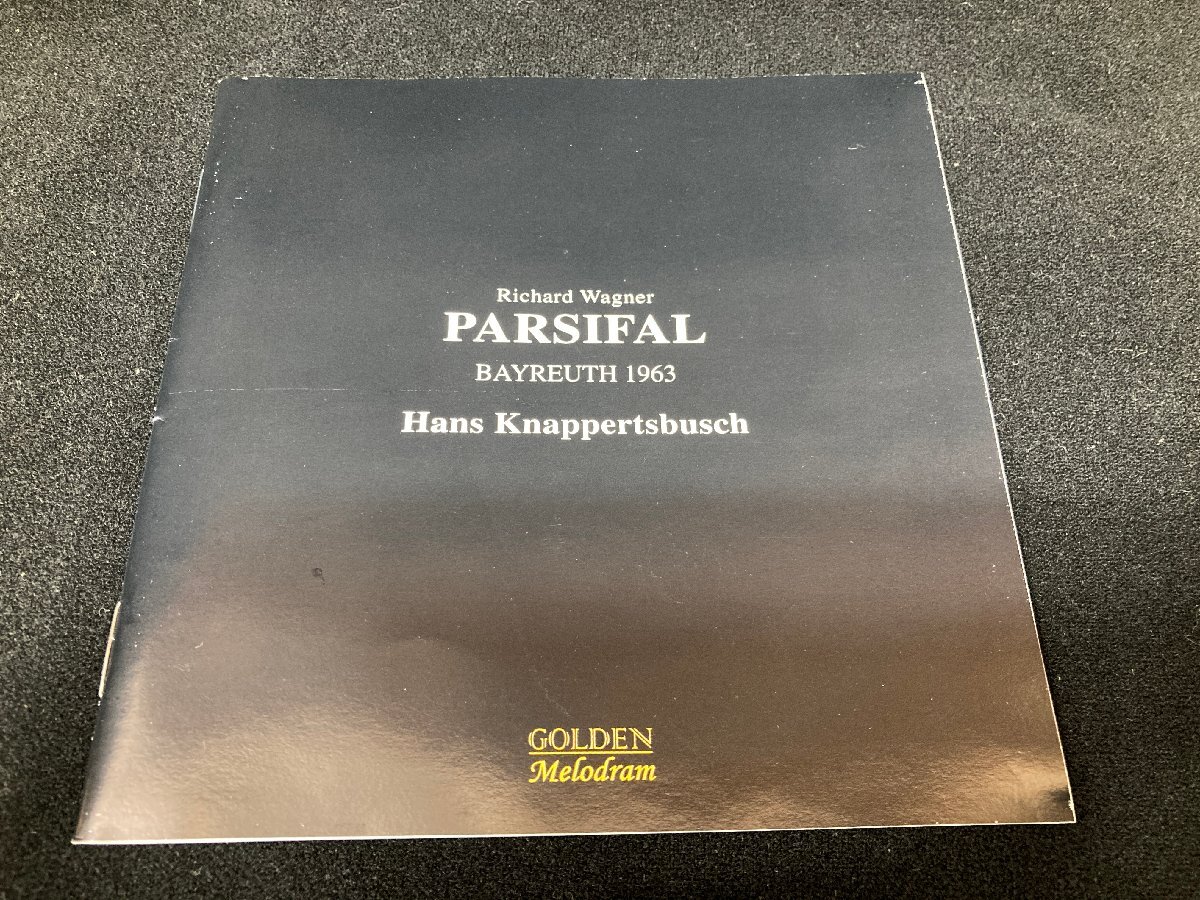 Richard Wagner
PARSIFAL
BAYREUTH 1963
Hans Knappertsbusch
GOLDEN
Melodram